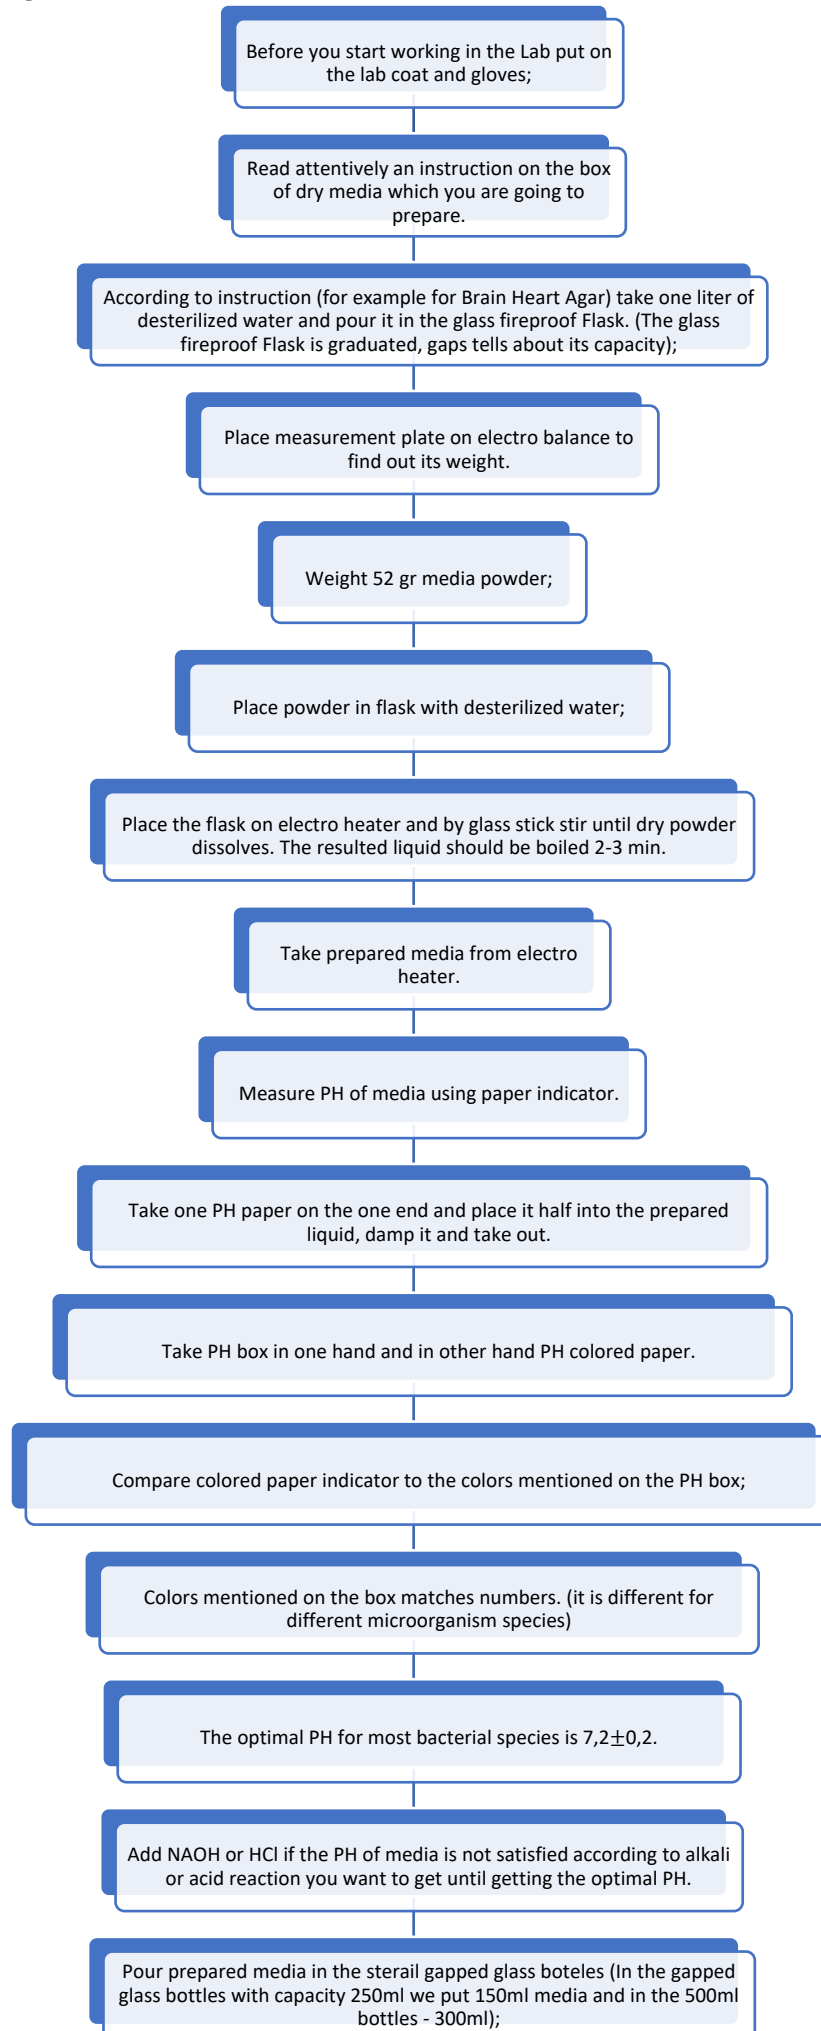 Before you start working in the Lab put on
the lab coat and gloves;
Read attentively an instruction on the box
of dry media which you are going to
prepare.
According to instruction (for example for Brain Heart Agar) take one liter of
desterilized water and pour it in the glass fireproof Flask. (The glass
fireproof Flask is graduated, gaps tells about its capacity);
Place measurement plate on electro balance to
find out its weight.
Weight 52 gr media powder;
Place powder in flask with desterilized water;
Place the flask on electro heater and by glass stick stir until dry powder
dissolves. The resulted liquid should be boiled 2-3 min.
Take prepared media from electro
heater.
Measure PH of media using paper indicator.
Take one PH paper on the one end and place it half into the prepared
liquid, damp it and take out.
Take PH box in one hand and in other hand PH colored paper.
Compare colored paper indicator to the colors mentioned on the PH box;
Colors mentioned on the box matches numbers. (it is different for
different microorganism species)
The optimal PH for most bacterial species is 7,2±0,2.
Add NAOH or HCl if the PH of media is not satisfied according to alkali
or acid reaction you want to get until getting the optimal PH.
Pour prepared media in the sterail gapped glass boteles (In the gapped
glass bottles with capacity 250ml we put 150ml media and in the 500ml
bottles - 300ml);